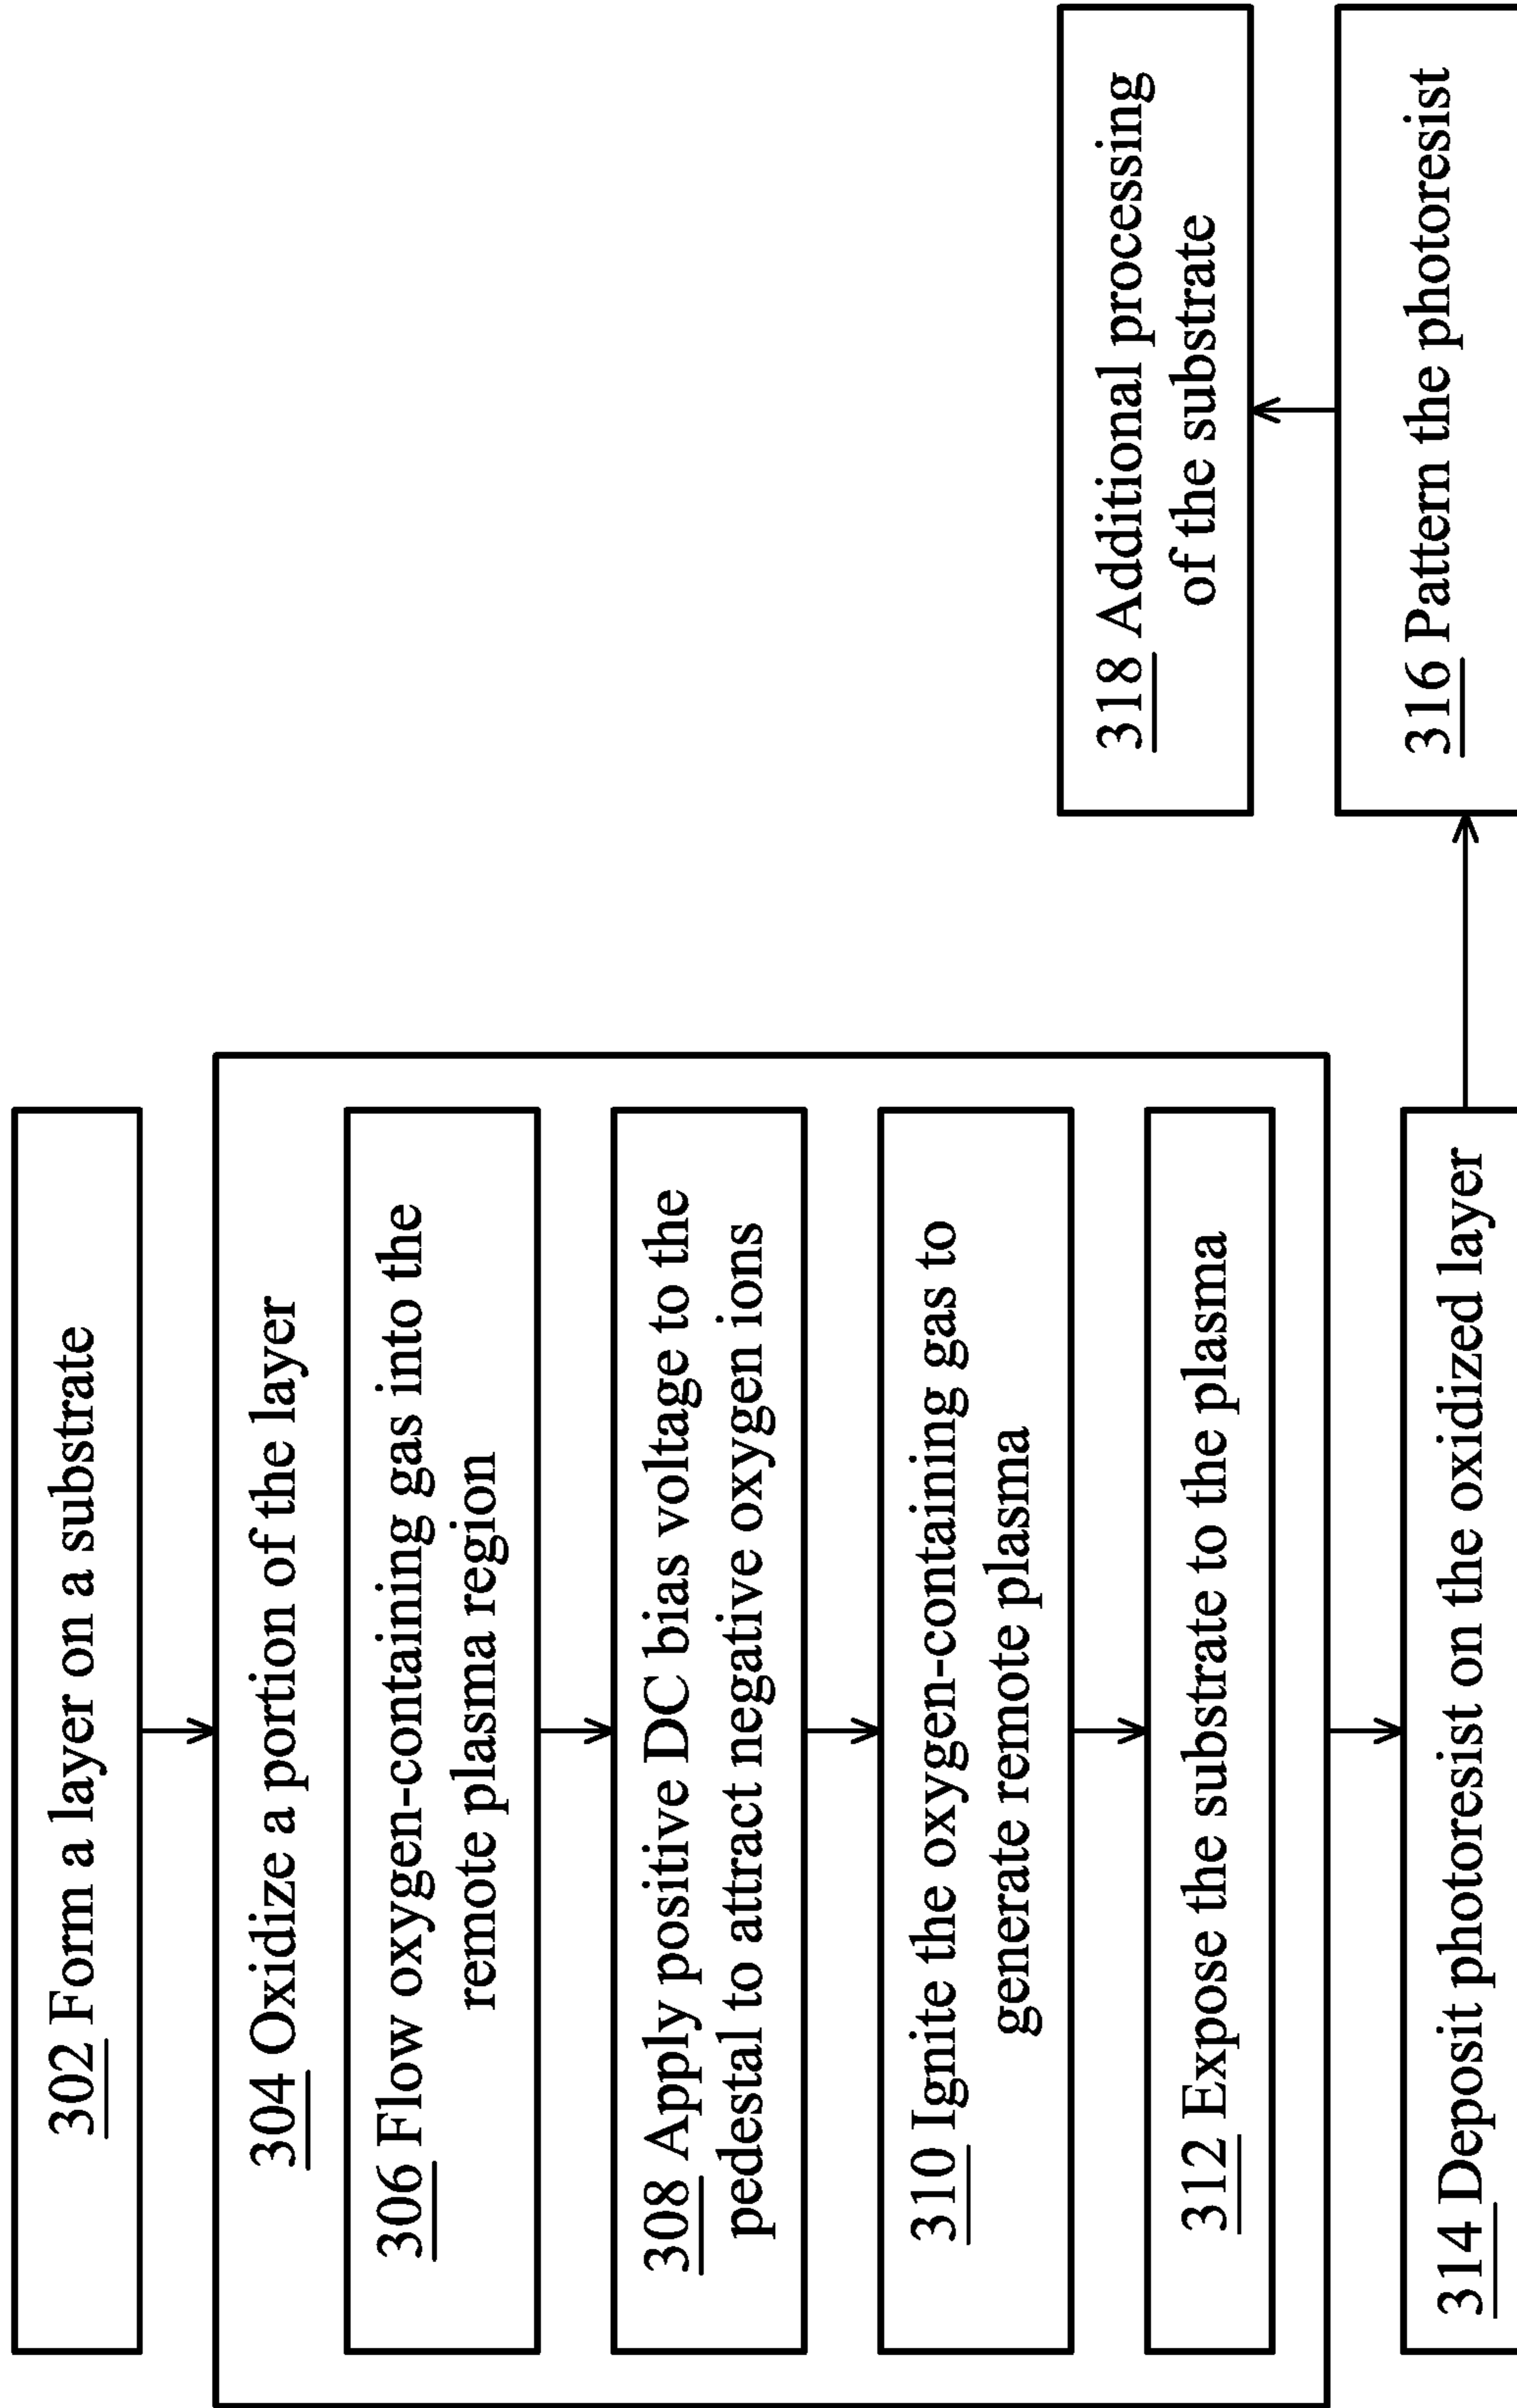 302 Form a layer on a substrate
304 Oxidize a portion of the layer
306 Flow oxygen-containing gas into the
remote plasma region
308 Apply positive DC bias voltage to the
pedestal to attract negative oxygen ions
310 Ignite the oxygen-containing gas to
generate remote plasma
312 Expose the substrate to the plasma
314 Deposit photoresist on the oxidized layer
316 Pattern the photoresist
318 Additional processing
of the substrate